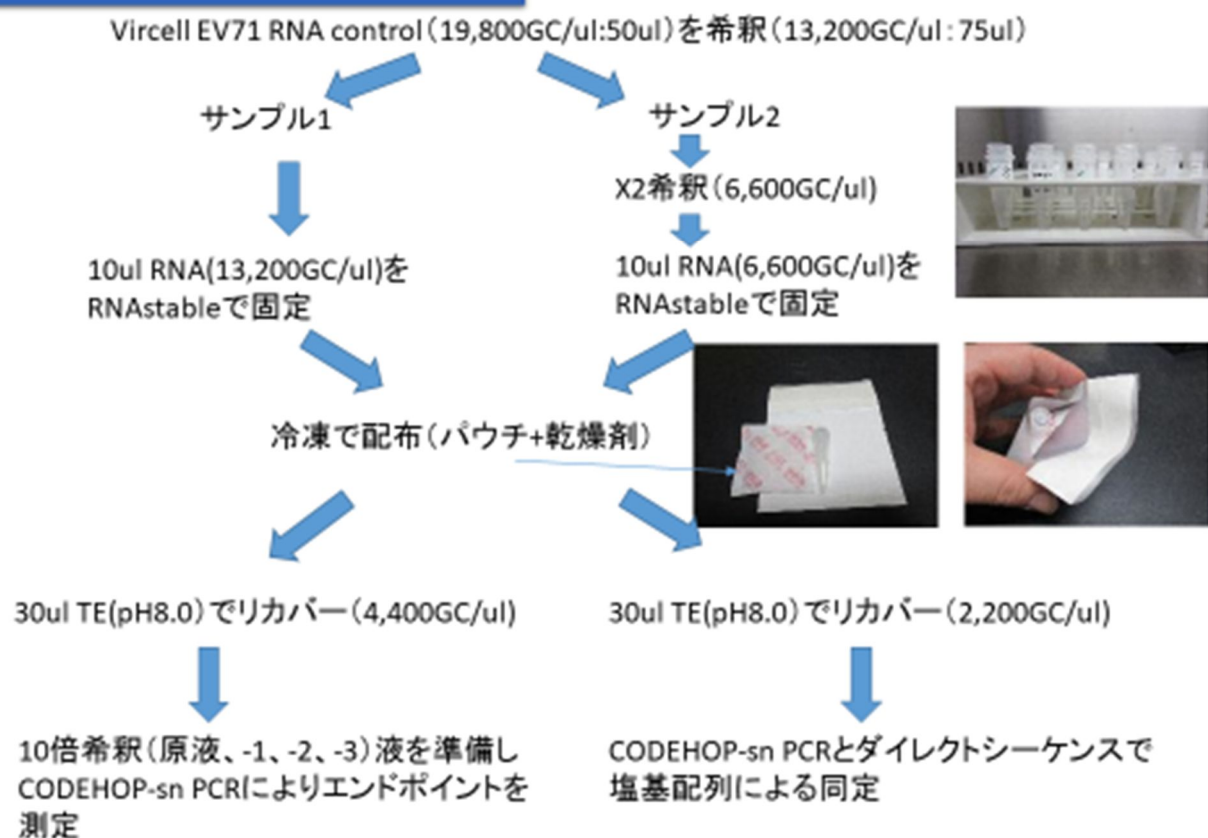 Vircell EV71 RNA control（19,800GC/ul:50ul）を希釈（13,200GC/ul：75ul）
サンプル1
サンプル2
X2希釈（6,600GC/ul）
10ul RNA(13,200GC/ul)を
RNAstableで固定
10ul RNA(6,600GC/ul)を
RNAstableで固定
冷凍で配布（パウチ+乾燥剤）
30ul TE(pH8.0）でリカバー（4,400GC/ul)
30ul TE(pH8.0）でリカバー（2,200GC/ul)
10倍希釈（原液、-1、-2、-3）液を準備し
CODEHOP-sn PCRによりエンドポイントを
測定
CODEHOP-sn PCRとダイレクトシーケンスで
塩基配列による同定